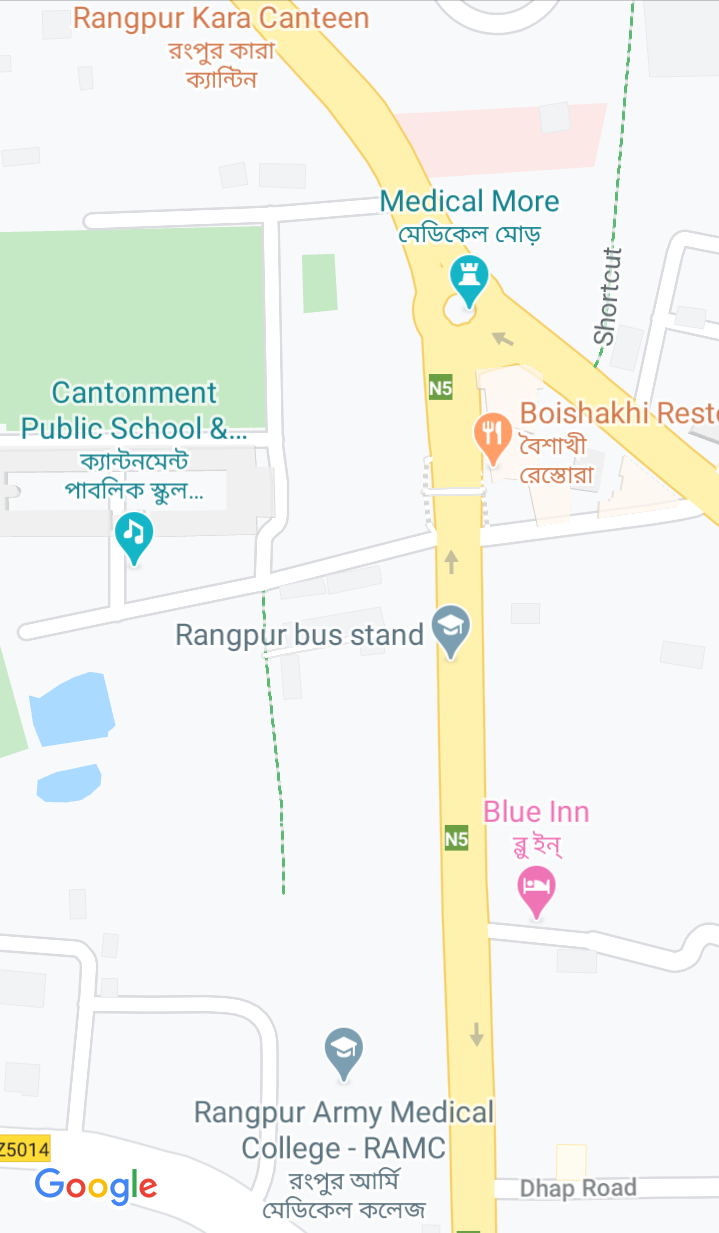 Rangpur Kara Canteen
রংপুর কারা
ক্যান্টিন
Medical More
মেডিকেল মোড়
Shortcut
N5
Cantonment
Public School &...
ক্যান্টনমেন্ট
পাবলিক স্কুল...
Boishakhi Resto
বৈশাখী
রেস্তোরা
Rangpur bus stand
Blue Inn
ব্লু ইন্
N5
Rangpur Army Medical
College - RAMC
রংপুর আর্মি
মেডিকেল কলেজ
Z5014
Google
Dhap Road